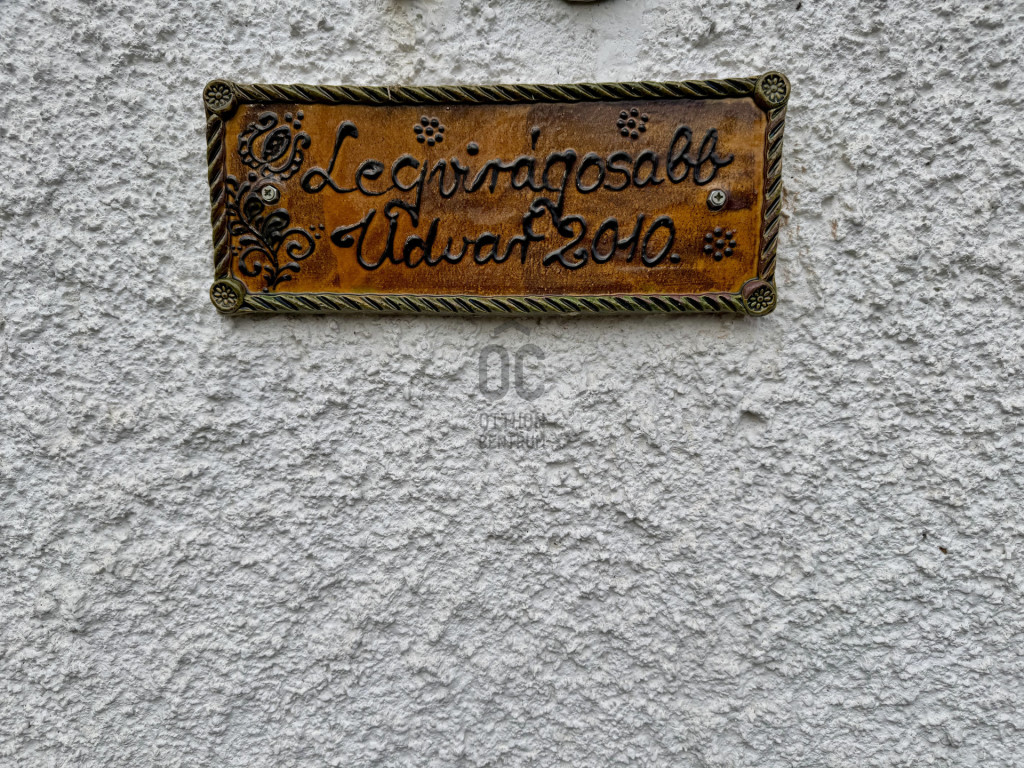 Legvirágosabb
Udvar 2010.
OC
OTTHON
CENTRUM